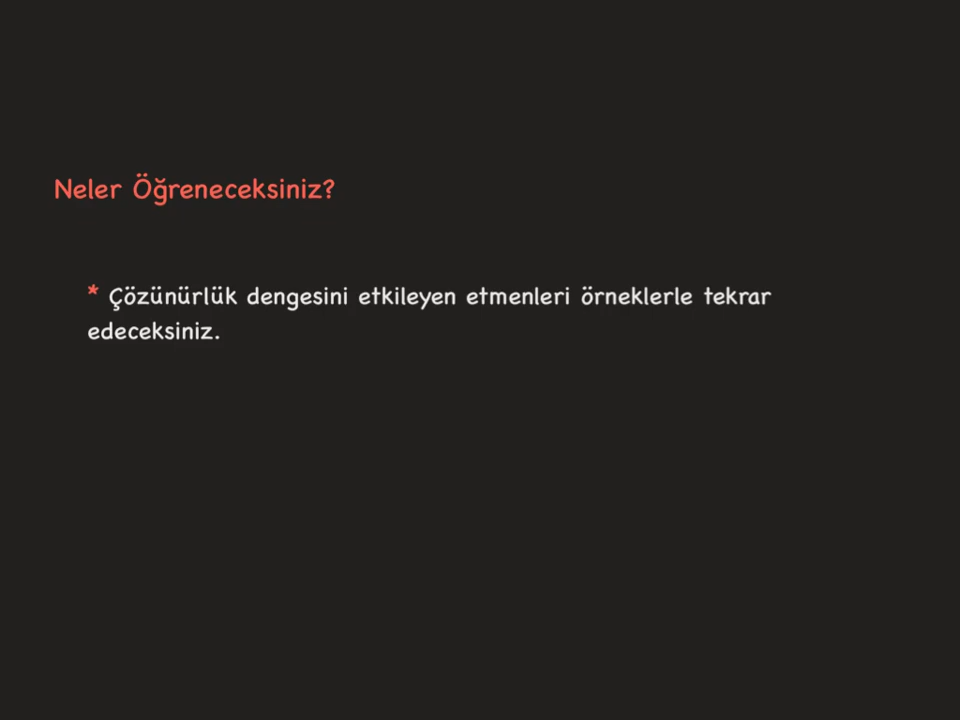 Neler Öğreneceksiniz?
* Çözünürlük dengesini etkileyen etmenleri örneklerle tekrar
edeceksiniz.